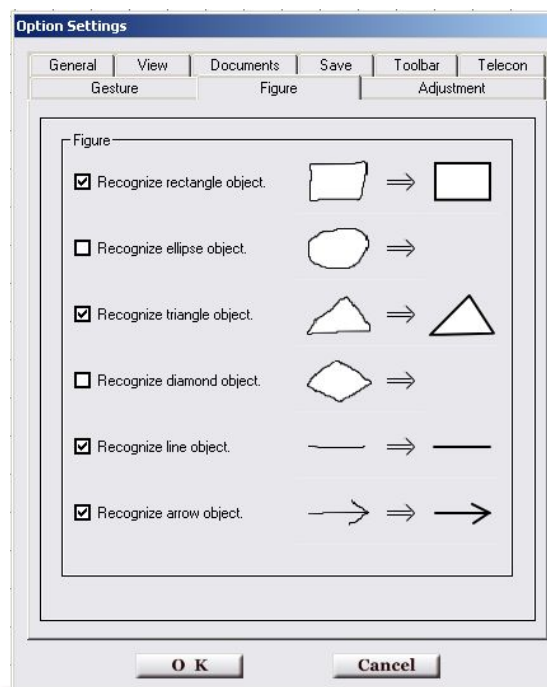 Option Settings
General View Documents Save Toolbar Telecon
Gesture Figure Adjustment
Figure
Recognize rectangle object.
Recognize ellipse object.
Recognize triangle object.
Recognize diamond object.
Recognize line object.
Recognize arrow object.
O K Cancel